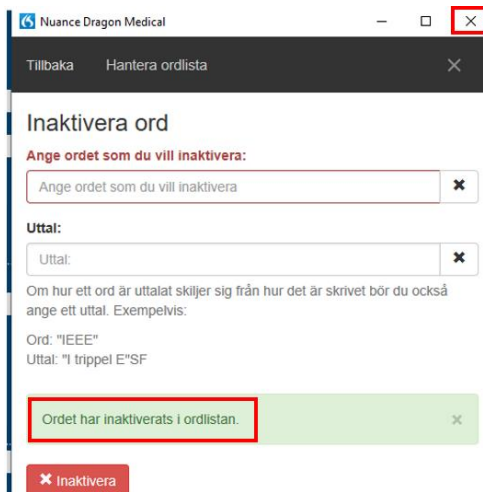 Nuance Dragon Medical
Tillbaka Hantera ordlista
Inaktivera ord
Ange ordet som du vill inaktivera:
Ange ordet som du vill inaktivera
Uttal:
Uttal:
Om hur ett ord är uttalat skiljer sig från hur det är skrivet bör du också
ange ett uttal. Exempelvis:
Ord: "IEEE"
Uttal: "I trippel E"SF
Ordet har inaktiverats i ordlistan.
Inaktivera